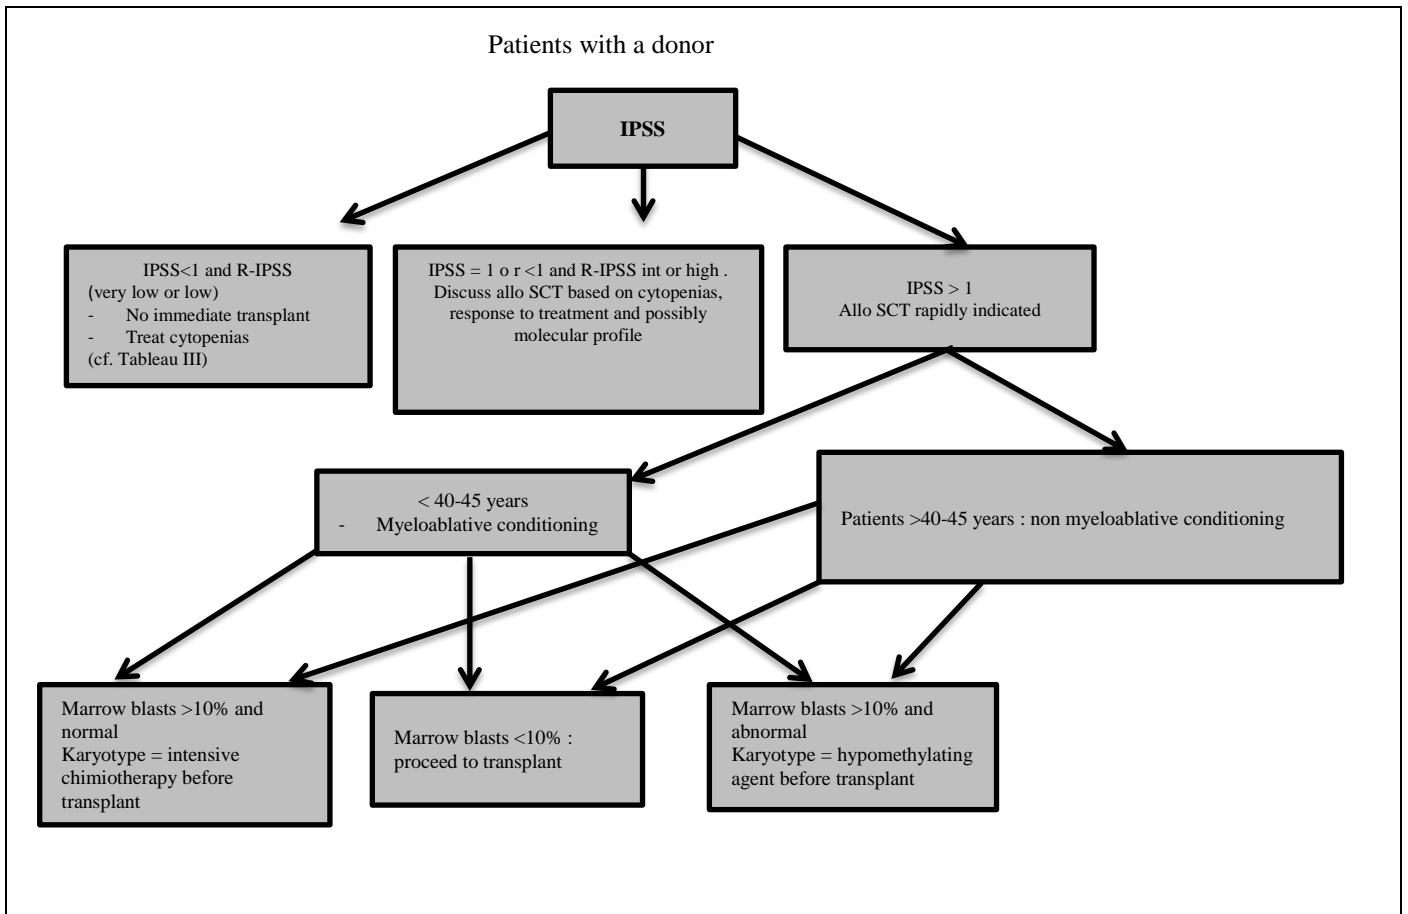 Patients with a donor
IPSS
IPSS<1 and R-IPSS
(very low or low)
- No immediate transplant
- Treat cytopenias
(cf. Tableau III)
IPSS = 1 o r <1 and R-IPSS int or high .
Discuss allo SCT based on cytopenias,
response to treatment and possibly
molecular profile
IPSS > 1
Allo SCT rapidly indicated
< 40-45 years
- Myeloablative conditioning
Patients >40-45 years : non myeloablative conditioning
Marrow blasts >10% and
normal
Karyotype = intensive
chimiotherapy before
transplant
Marrow blasts <10% :
proceed to transplant
Marrow blasts >10% and
abnormal
Karyotype = hypomethylating
agent before transplant